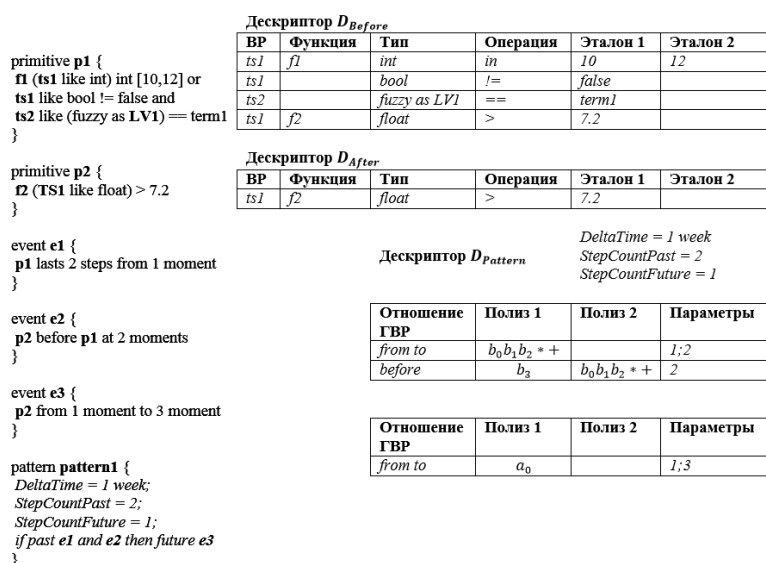 primitive p1 {
f1 (ts1 like int) int [10,12] or
ts1 like bool != false and
ts2 like (fuzzy as LV1) == term1
}
primitive p2 {
f2 (TS1 like float) > 7.2
}
event e1 {
p1 lasts 2 steps from 1 moment
}
event e2 {
p2 before p1 at 2 moments
}
event e3 {
p2 from 1 moment to 3 moment
}
pattern pattern1 {
DeltaTime = 1 week;
StepCountPast = 2;
StepCountFuture = 1;
if past e1 and e2 then future e3
}
Дескриптор D_Before
ВР Функция Тип Операция Эталон 1 Эталон 2
ts1 f1 int in 10 12
ts1 bool != false
ts2 fuzzy as LV1 == term1
ts1 f2 float > 7.2
Дескриптор D_After
ВР Функция Тип Операция Эталон 1 Эталон 2
ts1 f2 float > 7.2
Дескриптор D_Pattern
DeltaTime = 1 week
StepCountPast = 2
StepCountFuture = 1
Отношение ГВР Полиз 1 Полиз 2 Параметры
from to b₀b₁b₂ * + 1;2
before b₃ b₀b₁b₂ * + 2
Отношение ГВР Полиз 1 Полиз 2 Параметры
from to a₀ 1;3